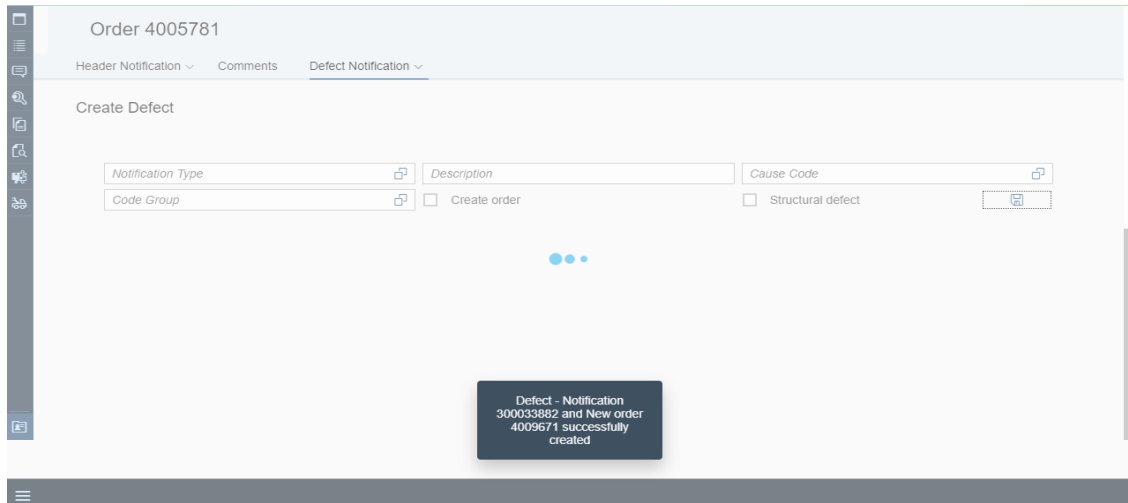 Order 4005781
Header Notification Comments Defect Notification
Create Defect
Notification Type Description Cause Code
Code Group Create order Structural defect
Defect - Notification
300033882 and New order
4009671 successfully
created